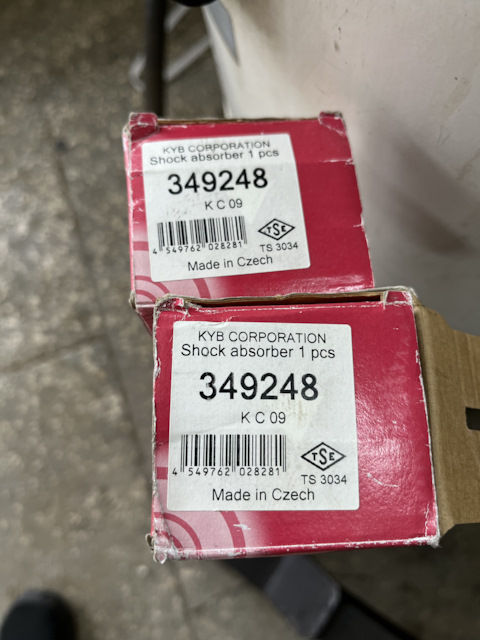 KYB CORPORATION
Shock absorber 1 pcs
349248
K C 09
4 549762 028281
TSE
TS 3034
Made in Czech
KYB CORPORATION
Shock absorber 1 pcs
349248
K C 09
4 549762 028281
TSE
TS 3034
Made in Czech